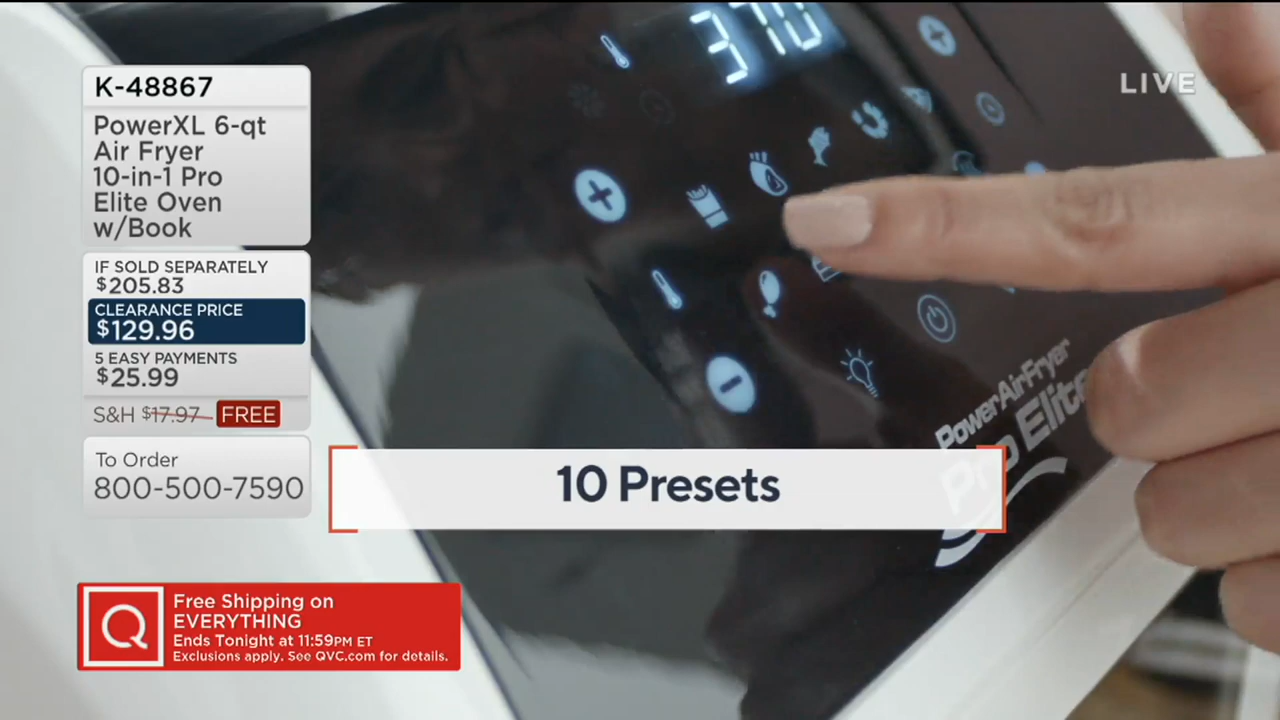 K-48867
PowerXL 6-qt
Air Fryer
10-in-1 Pro
Elite Oven
w/Book
IF SOLD SEPARATELY
$205.83
CLEARANCE PRICE
$129.96
5 EASY PAYMENTS
$25.99
S&H $17.97 FREE
To Order
800-500-7590
370
LIVE
PowerAirFryer
Pro Elite
10 Presets
Q
Free Shipping on
EVERYTHING
Ends Tonight at 11:59PM ET
Exclusions apply. See QVC.com for details.